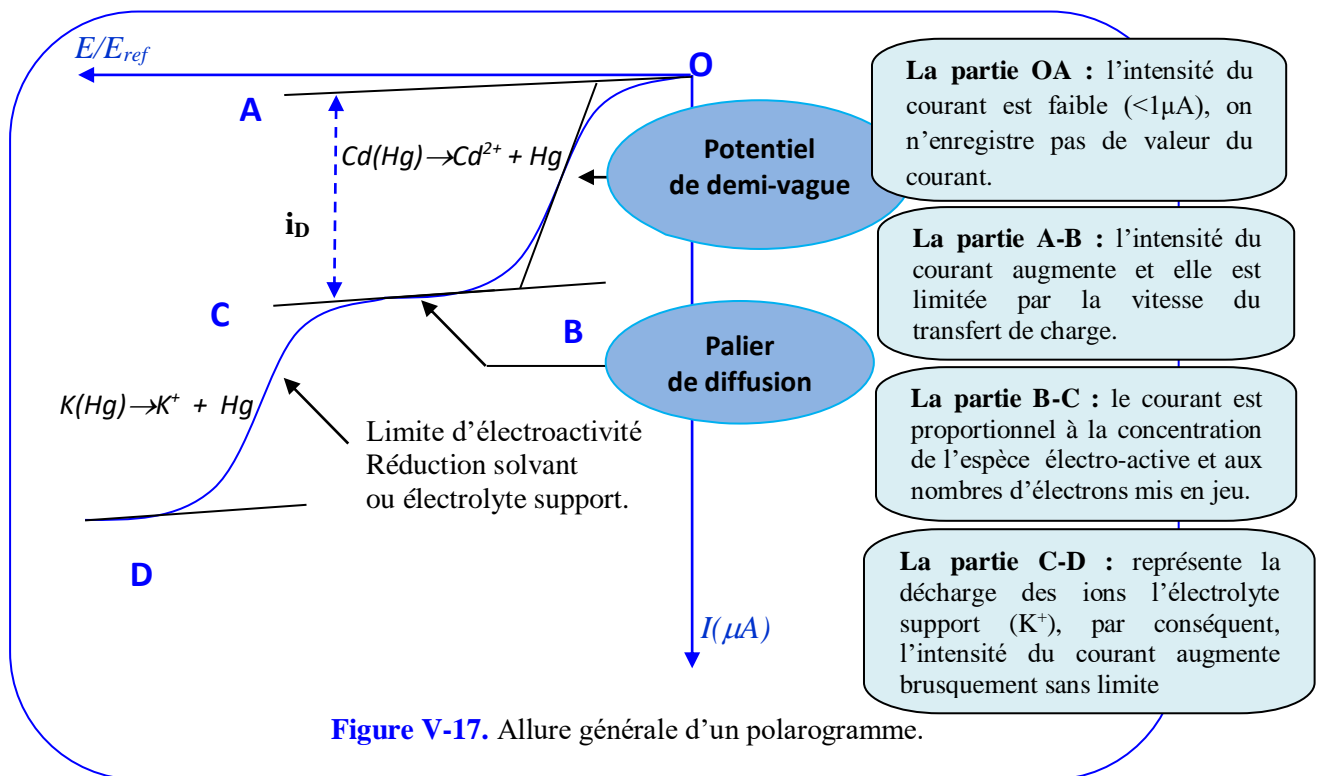 E/E_ref
O
A
Cd(Hg)→Cd²⁺ + Hg
i_D
Potentiel
de demi-vague
C
B
Palier
de diffusion
K(Hg)→K⁺ + Hg
Limite d’électroactivité
Réduction solvant
ou électrolyte support.
D
I(μA)
La partie OA : l’intensité du
courant est faible (<1μA), on
n’enregistre pas de valeur du
courant.
La partie A-B : l’intensité du
courant augmente et elle est
limitée par la vitesse du
transfert de charge.
La partie B-C : le courant est
proportionnel à la concentration
de l’espèce électro-active et aux
nombres d’électrons mis en jeu.
La partie C-D : représente la
décharge des ions l’électrolyte
support (K⁺), par conséquent,
l’intensité du courant augmente
brusquement sans limite
Figure V-17. Allure générale d’un polarogramme.